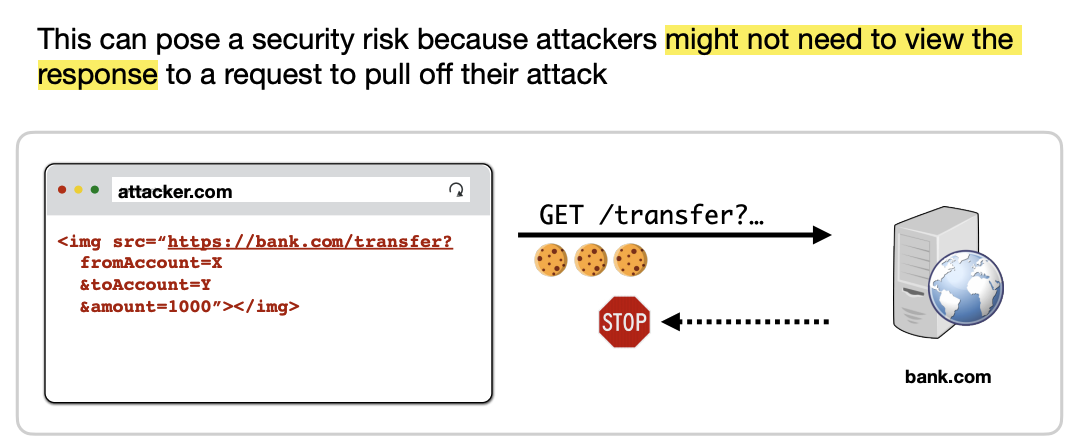 This can pose a security risk because attackers might not need to view the
response to a request to pull off their attack
attacker.com
<img src=“https://bank.com/transfer?
fromAccount=X
&toAccount=Y
&amount=1000”></img>
GET /transfer?…
STOP
bank.com